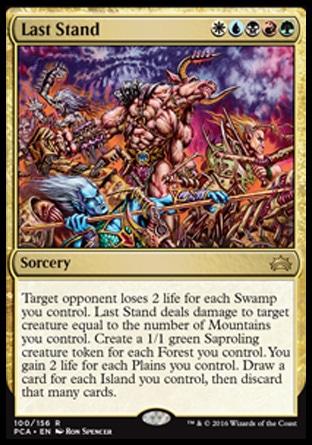 Last Stand
Sorcery
Target opponent loses 2 life for each Swamp
you control. Last Stand deals damage to target
creature equal to the number of Mountains
you control. Create a 1/1 green Saproling
creature token for each Forest you control. You
gain 2 life for each Plains you control. Draw a
card for each Island you control, then discard
that many cards.
100/156 R
PCA • EN Ron Spencer
™ & © 2016 Wizards of the Coast